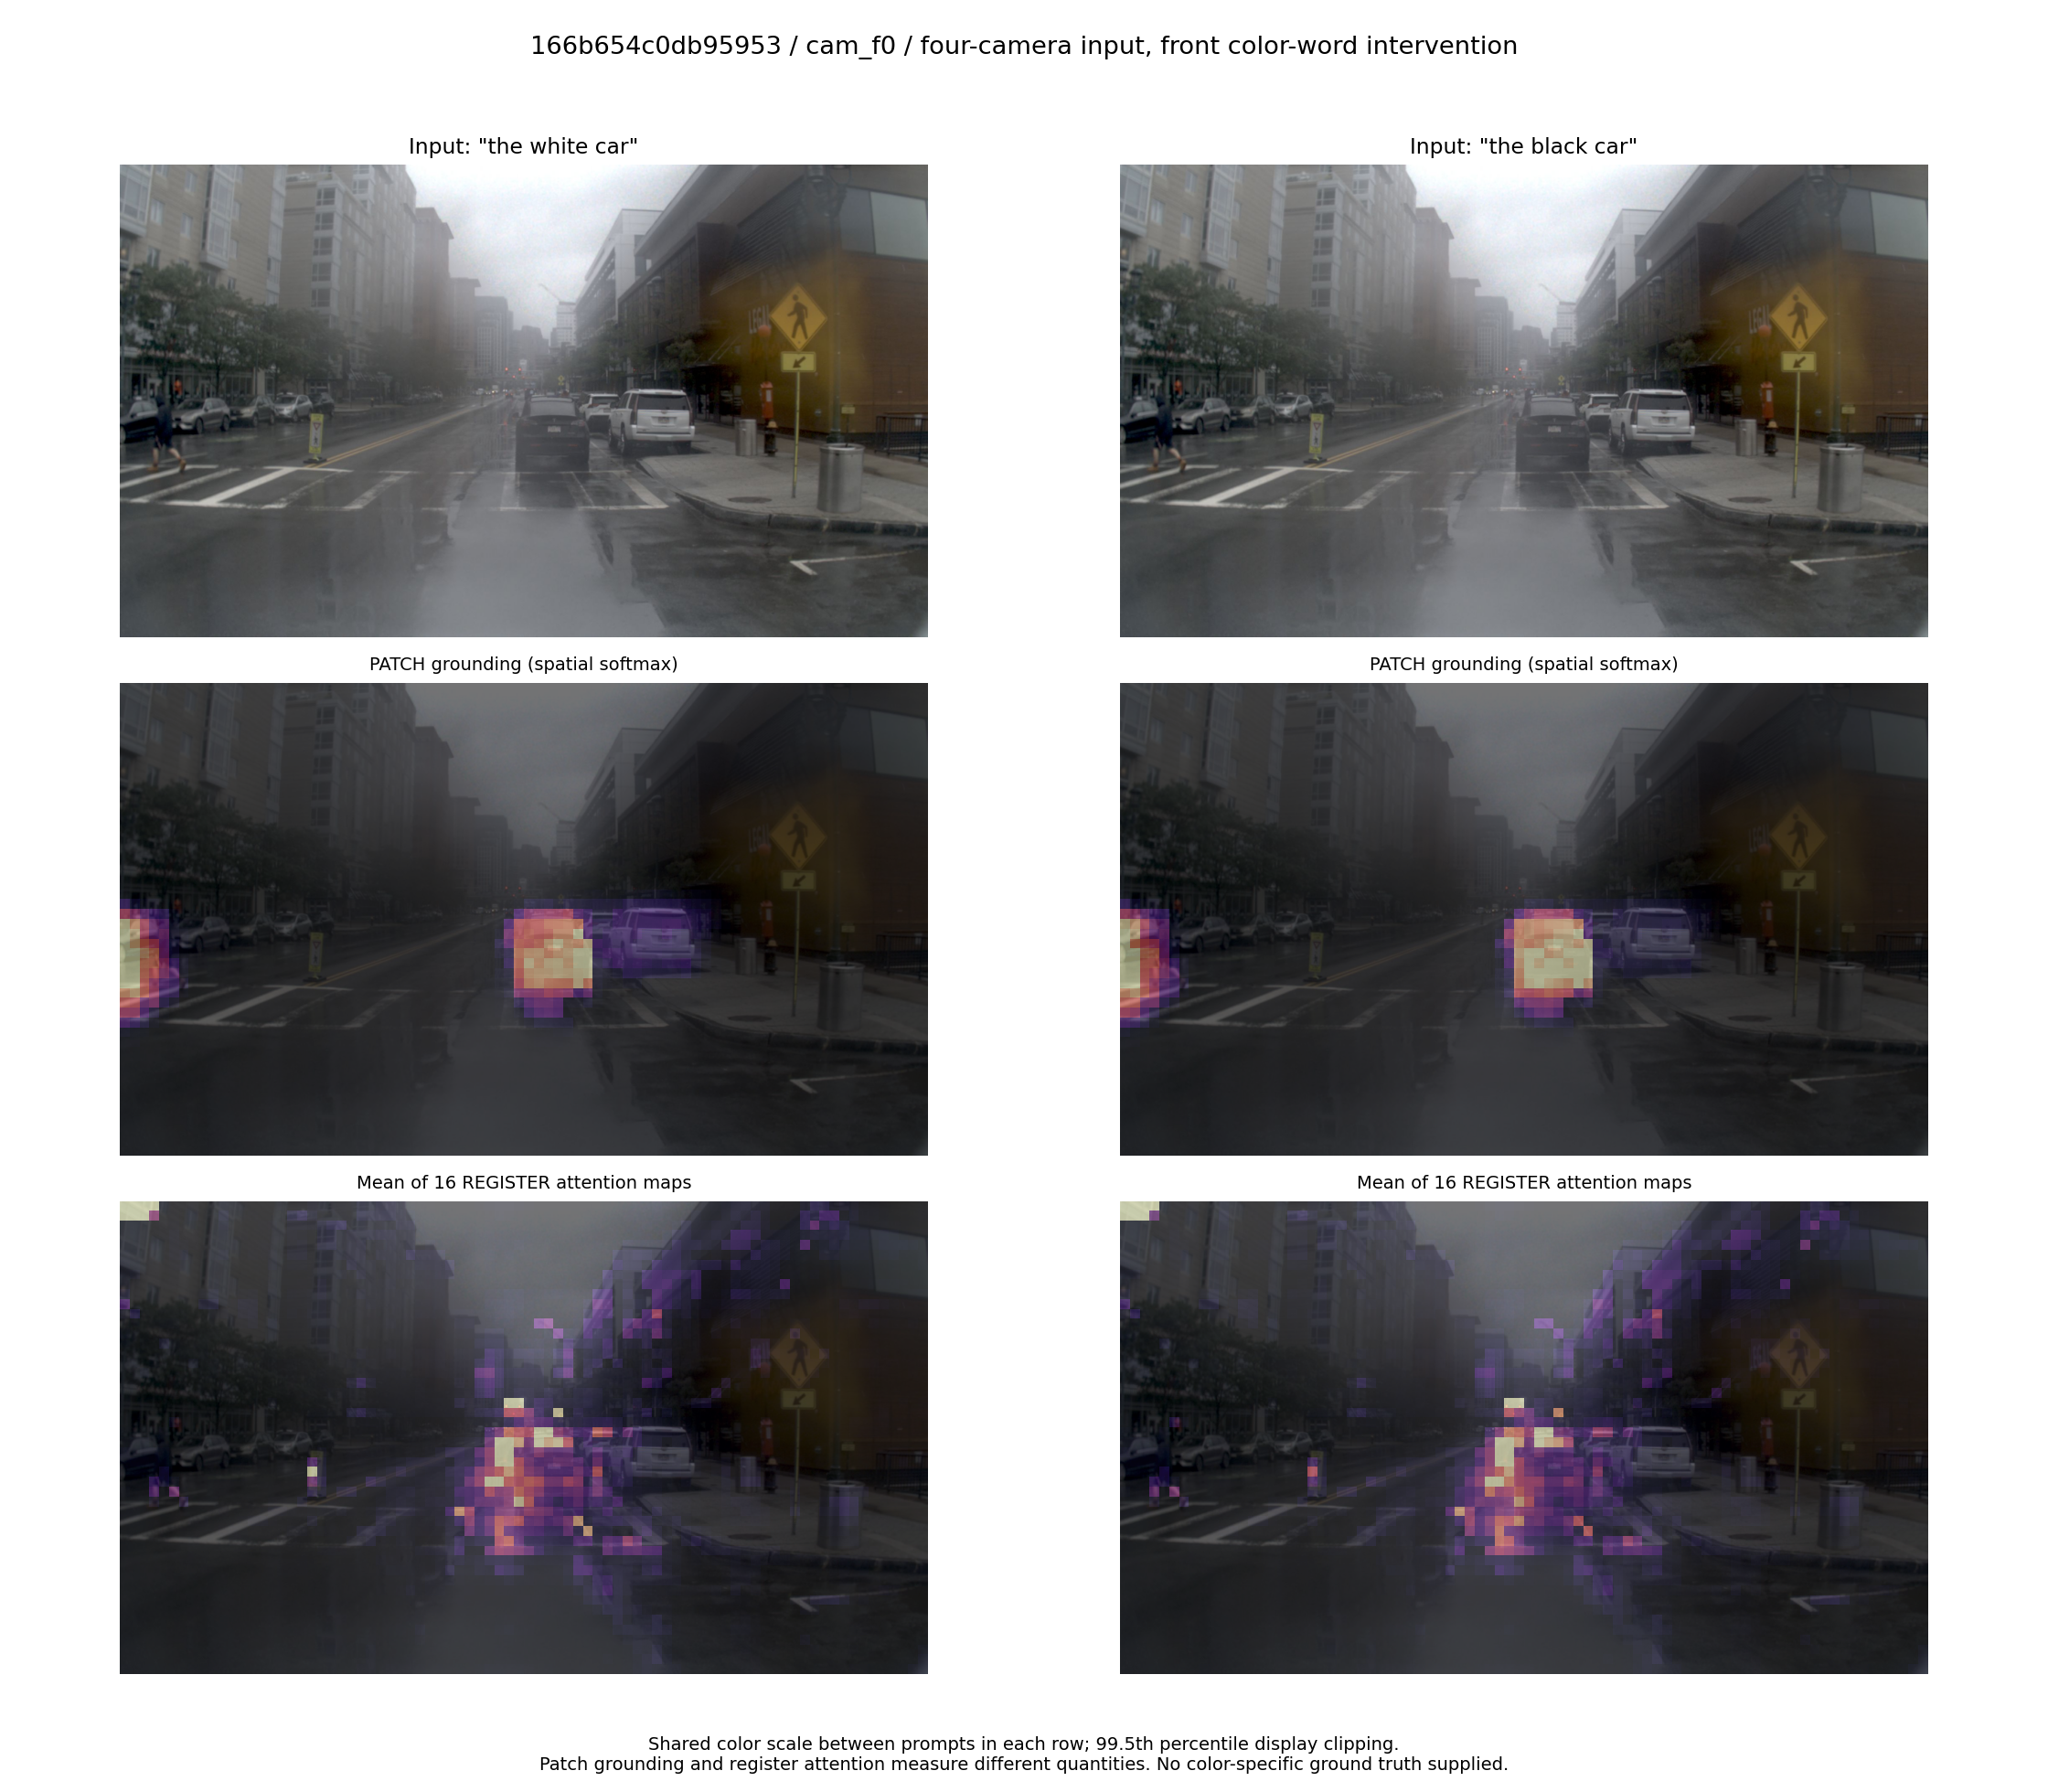 166b654c0db95953 / cam_f0 / four-camera input, front color-word intervention
Input: "the white car"
Input: "the black car"
LEGAL
LEGAL
PATCH grounding (spatial softmax)
PATCH grounding (spatial softmax)
Mean of 16 REGISTER attention maps
Mean of 16 REGISTER attention maps
Shared color scale between prompts in each row; 99.5th percentile display clipping.
Patch grounding and register attention measure different quantities. No color-specific ground truth supplied.